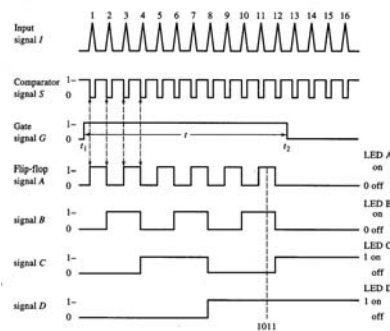 1 2 3 4 5 6 7 8 9 10 11 12 13 14 15 16
Input
signal I
Comparator
signal S
1
0
Gate
signal G
1
0
t1
t
t2
Flip-flop
signal A
1
0
LED A
on
0 off
signal B
1
0
LED B
on
0 off
signal C
1
0
LED C
1 on
off
signal D
1
0
LED D
1 on
off
1011